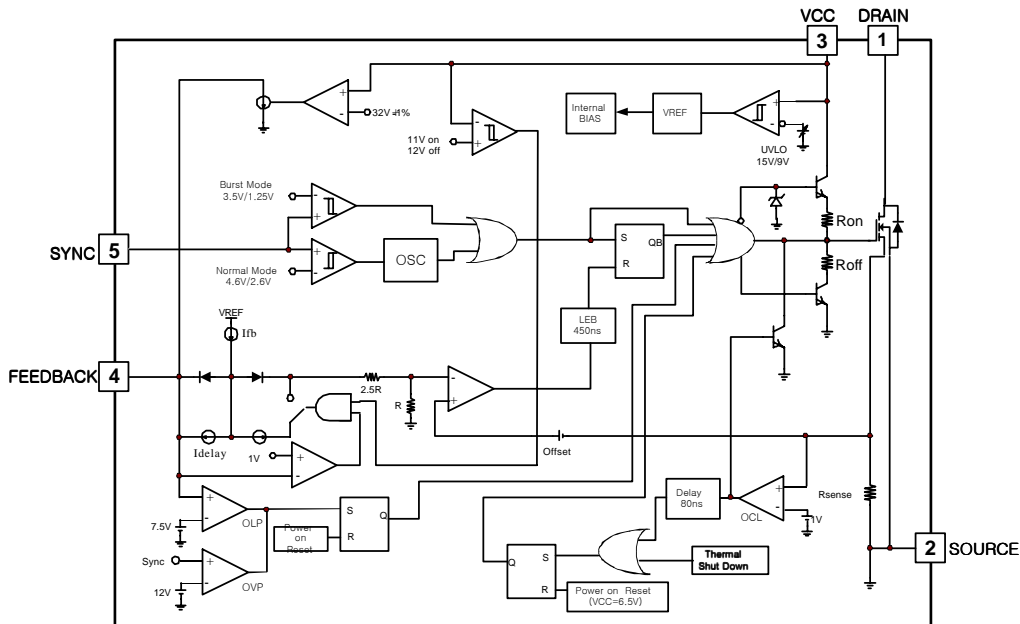 VCC DRAIN
3 1
32V
11V on
12V off
Internal
BIAS
VREF
UVLO
15V/9V
+
-
+
-
+
-
Burst Mode
3.5V/1.25V
-
+
Ron
SYNC 5
S
QB
R
OSC
Roff
Normal Mode
4.6V/2.6V
+
-
LEB
450ns
VREF
Ifb
FEEDBACK 4
2.5R
R
-
+
Idelay
1V
+
-
Offset
Delay
80ns
OCL
+
-
1V
Rsense
7.5V
+
-
OLP
S
Q
R
Power
on
Reset
Sync
12V
+
-
OVP
Q
S
R
Thermal
Shut Down
Power on Reset
(VCC=6.5V)
2 SOURCE